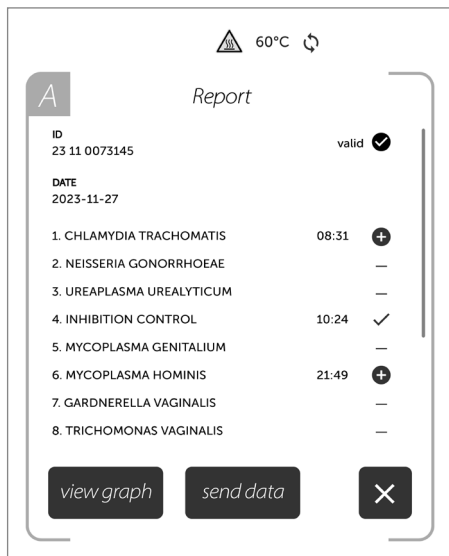 60°C
A
Report
ID
23 11 0073145
valid
DATE
2023-11-27
1. CHLAMYDIA TRACHOMATIS 08:31 +
2. NEISSERIA GONORRHOEAE –
3. UREAPLASMA UREALYTICUM –
4. INHIBITION CONTROL 10:24 ✓
5. MYCOPLASMA GENITALIUM –
6. MYCOPLASMA HOMINIS 21:49 +
7. GARDNERELLA VAGINALIS –
8. TRICHOMONAS VAGINALIS –
view graph send data ×